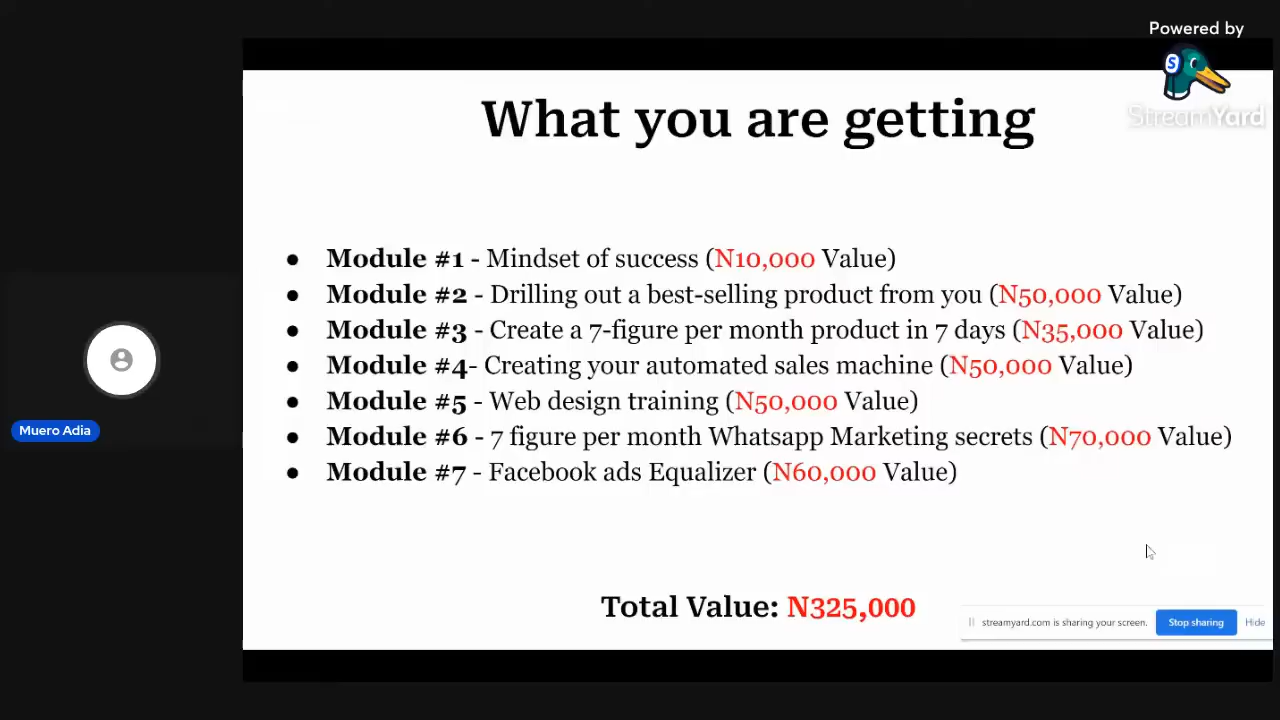 Powered by
StreamYard
What you are getting
● Module #1 - Mindset of success (N10,000 Value)
● Module #2 - Drilling out a best-selling product from you (N50,000 Value)
● Module #3 - Create a 7-figure per month product in 7 days (N35,000 Value)
● Module #4- Creating your automated sales machine (N50,000 Value)
● Module #5 - Web design training (N50,000 Value)
● Module #6 - 7 figure per month Whatsapp Marketing secrets (N70,000 Value)
● Module #7 - Facebook ads Equalizer (N60,000 Value)
Muero Adia
Total Value: N325,000
streamyard.com is sharing your screen. Stop sharing Hide